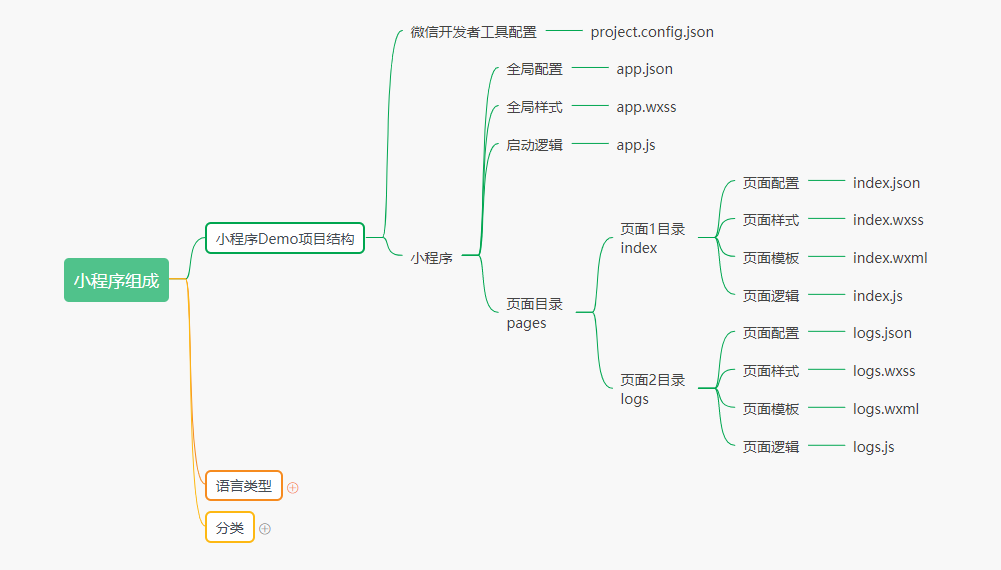 小程序组成
小程序Demo项目结构
微信开发者工具配置
project.config.json
小程序
全局配置
app.json
全局样式
app.wxss
启动逻辑
app.js
页面目录
pages
页面1目录
index
页面配置
index.json
页面样式
index.wxss
页面模板
index.wxml
页面逻辑
index.js
页面2目录
logs
页面配置
logs.json
页面样式
logs.wxss
页面模板
logs.wxml
页面逻辑
logs.js
语言类型
分类